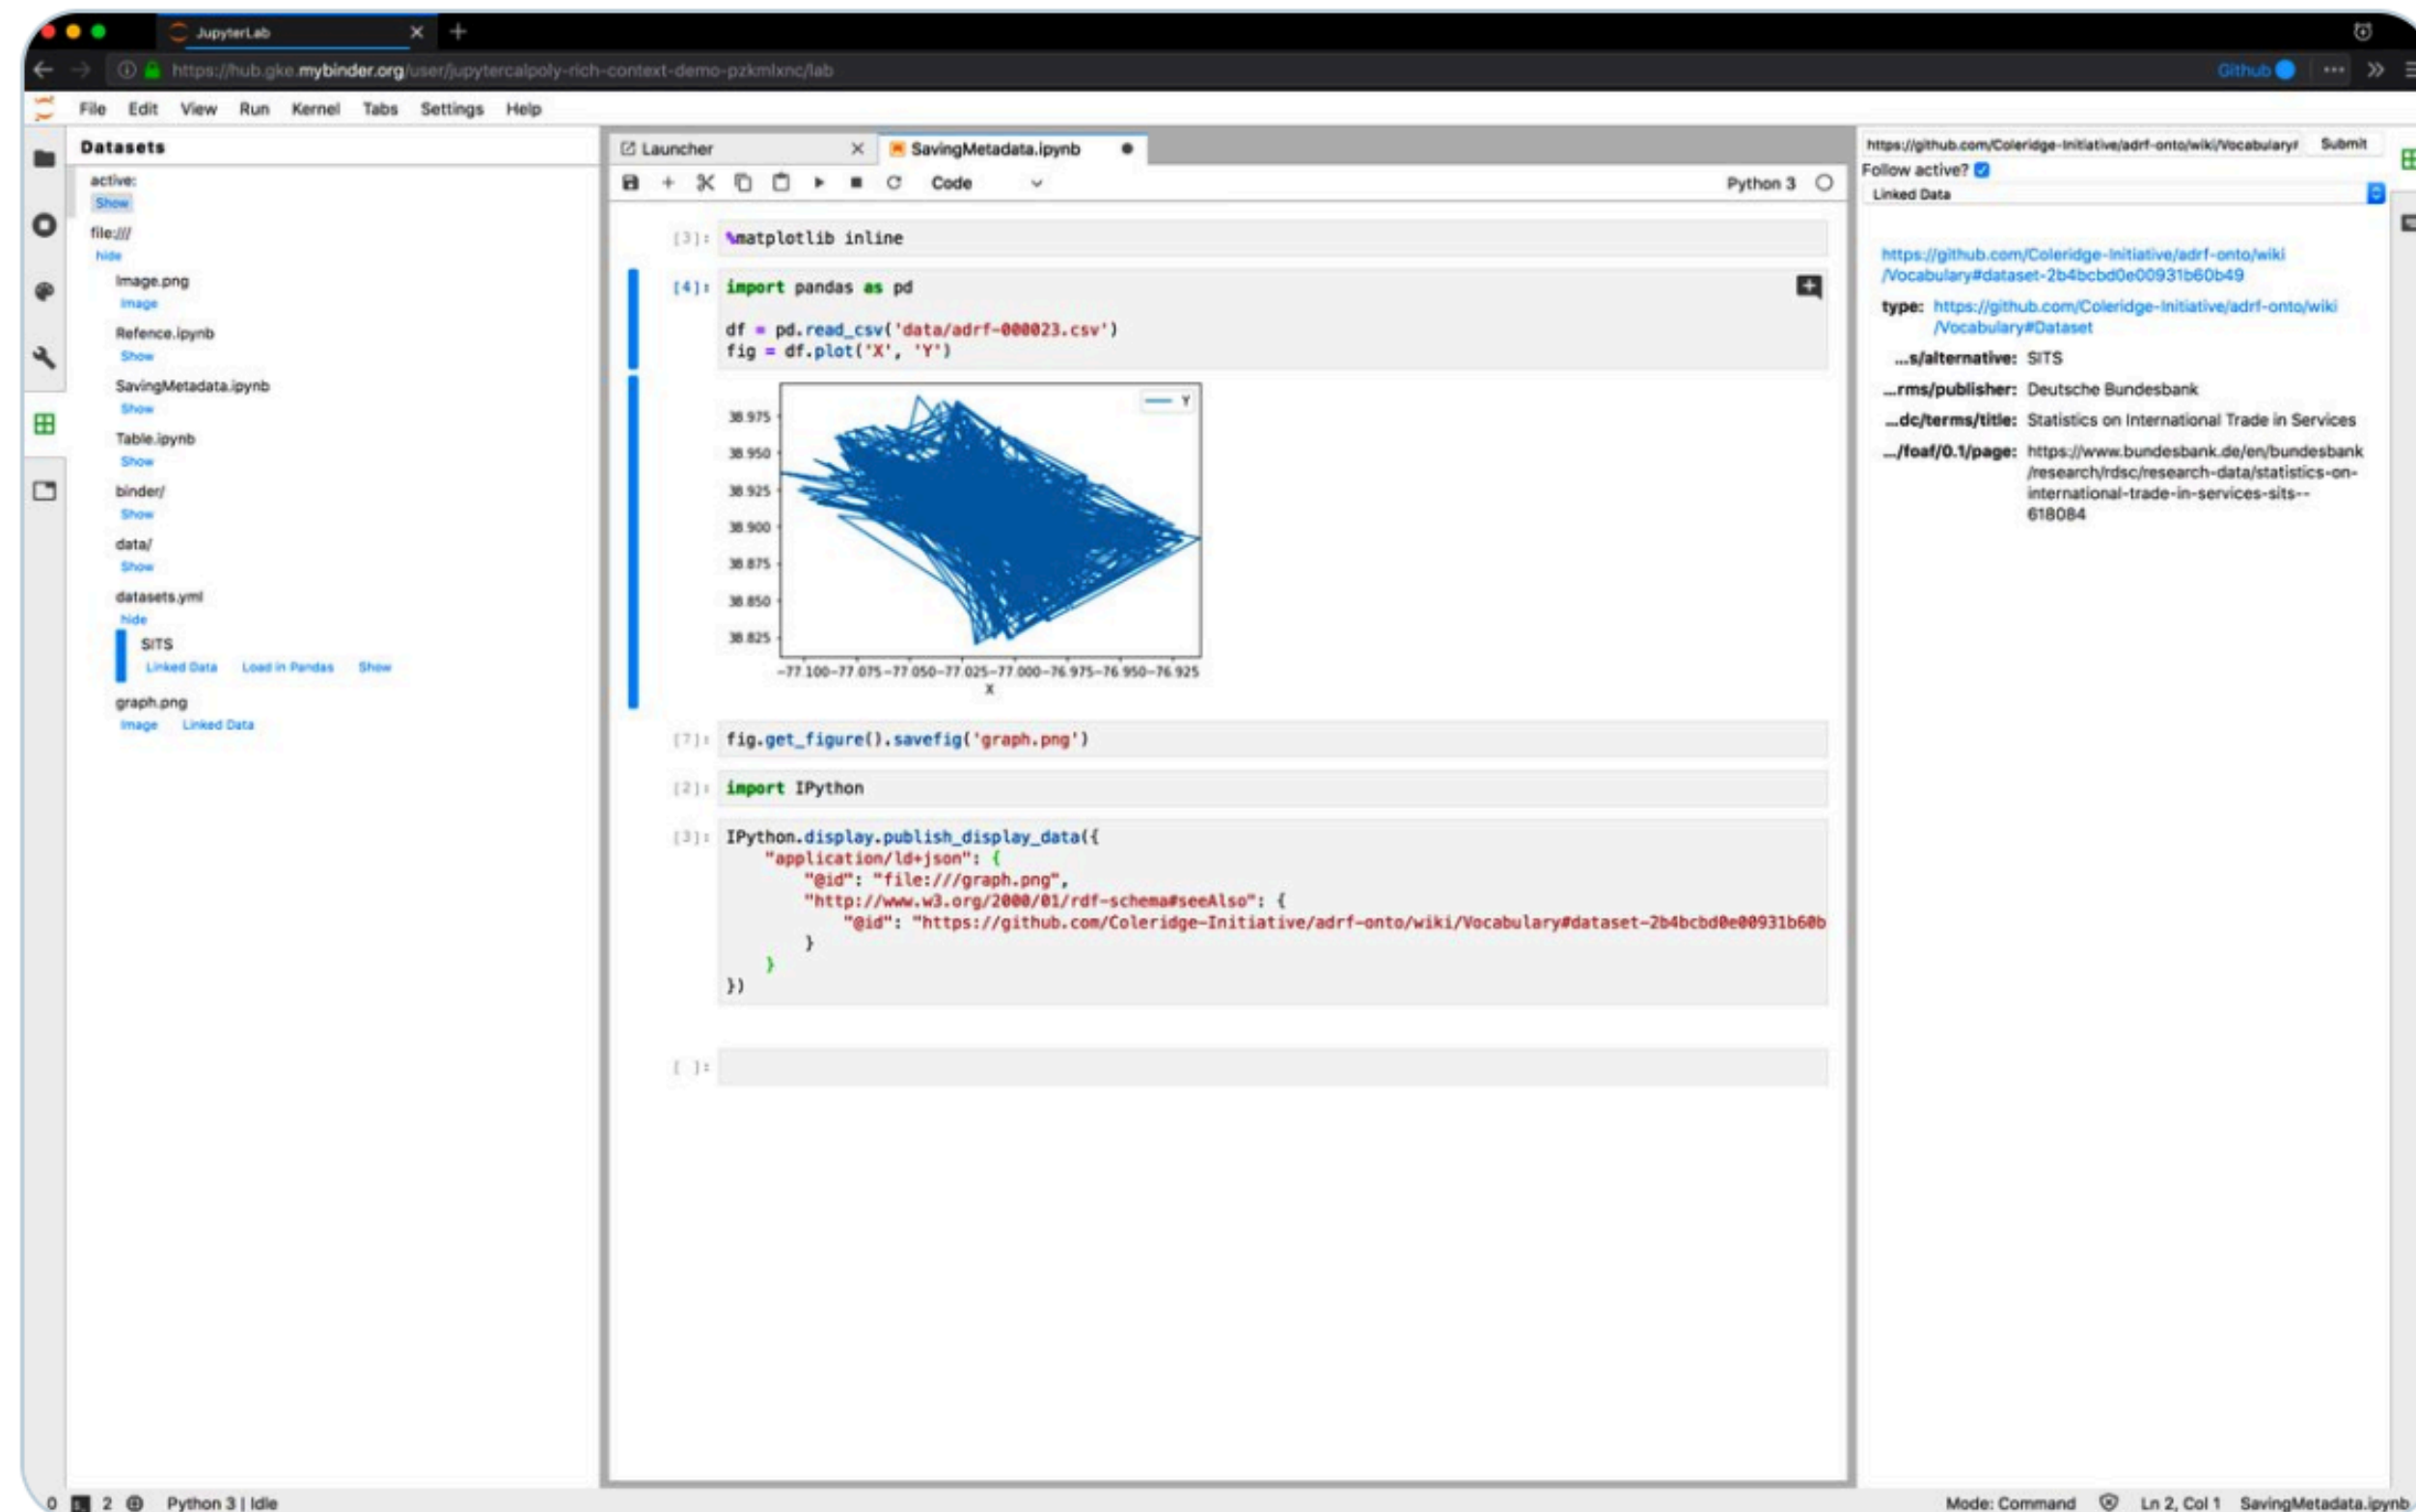 JupyterLab
https://hub.gke.mybinder.org/user/jupytercalpoly-rich-context-demo-pzkmlxnc/lab
Github
File Edit View Run Kernel Tabs Settings Help
Datasets
active:
Show
file:///
hide
Image.png
Image
Refence.ipynb
Show
SavingMetadata.ipynb
Show
Table.ipynb
Show
binder/
Show
data/
Show
datasets.yml
hide
SITS
Linked Data Load in Pandas Show
graph.png
Image Linked Data
Launcher SavingMetadata.ipynb
Code Python 3
[3]: %matplotlib inline
[4]: import pandas as pd
df = pd.read_csv('data/adrf-000023.csv')
fig = df.plot('X', 'Y')
Y
38.975
38.950
38.925
38.900
38.875
38.850
38.825
-77.100-77.075-77.050-77.025-77.000-76.975-76.950-76.925
X
[7]: fig.get_figure().savefig('graph.png')
[2]: import IPython
[3]: IPython.display.publish_display_data({
"application/ld+json": {
"@id": "file:///graph.png",
"http://www.w3.org/2000/01/rdf-schema#seeAlso": {
"@id": "https://github.com/Coleridge-Initiative/adrf-onto/wiki/Vocabulary#dataset-2b4bcbd0e00931b60b
}
}
})
[ ]:
https://github.com/Coleridge-Initiative/adrf-onto/wiki/Vocabulary# Submit
Follow active?
Linked Data
https://github.com/Coleridge-Initiative/adrf-onto/wiki
/Vocabulary#dataset-2b4bcbd0e00931b60b49
type: https://github.com/Coleridge-Initiative/adrf-onto/wiki
/Vocabulary#Dataset
...s/alternative: SITS
...rms/publisher: Deutsche Bundesbank
...dc/terms/title: Statistics on International Trade in Services
.../foaf/0.1/page: https://www.bundesbank.de/en/bundesbank
/research/rdsc/research-data/statistics-on-
international-trade-in-services-sits--
618084
0 2 Python 3 | Idle
Mode: Command Ln 2, Col 1 SavingMetadata.ipynb